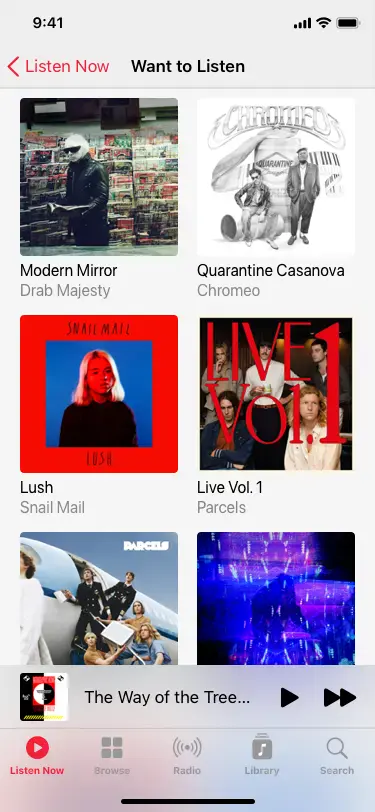 9:41
Listen Now
Want to Listen
CHROMEO
QUARANTINE
Modern Mirror
Quarantine Casanova
Drab Majesty
Chromeo
SNAIL MAIL
LUSH
LIVE
Vol. 1
Lush
Live Vol. 1
Snail Mail
Parcels
PARCELS
The Way of the Tree...
Listen Now
Browse
Radio
Library
Search